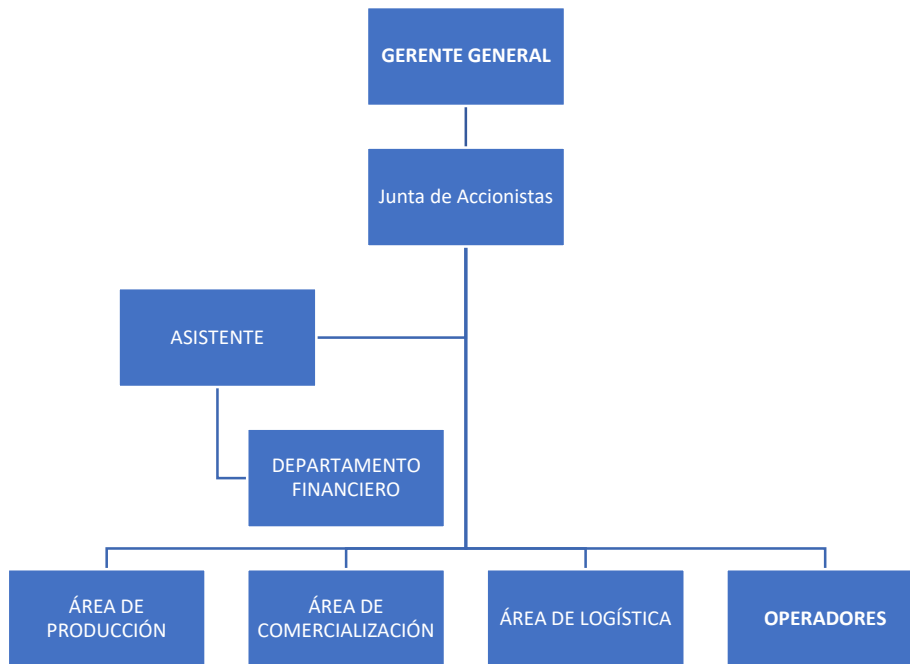 GERENTE GENERAL
Junta de Accionistas
ASISTENTE
DEPARTAMENTO
FINANCIERO
ÁREA DE
PRODUCCIÓN
ÁREA DE
COMERCIALIZACIÓN
ÁREA DE LOGÍSTICA
OPERADORES